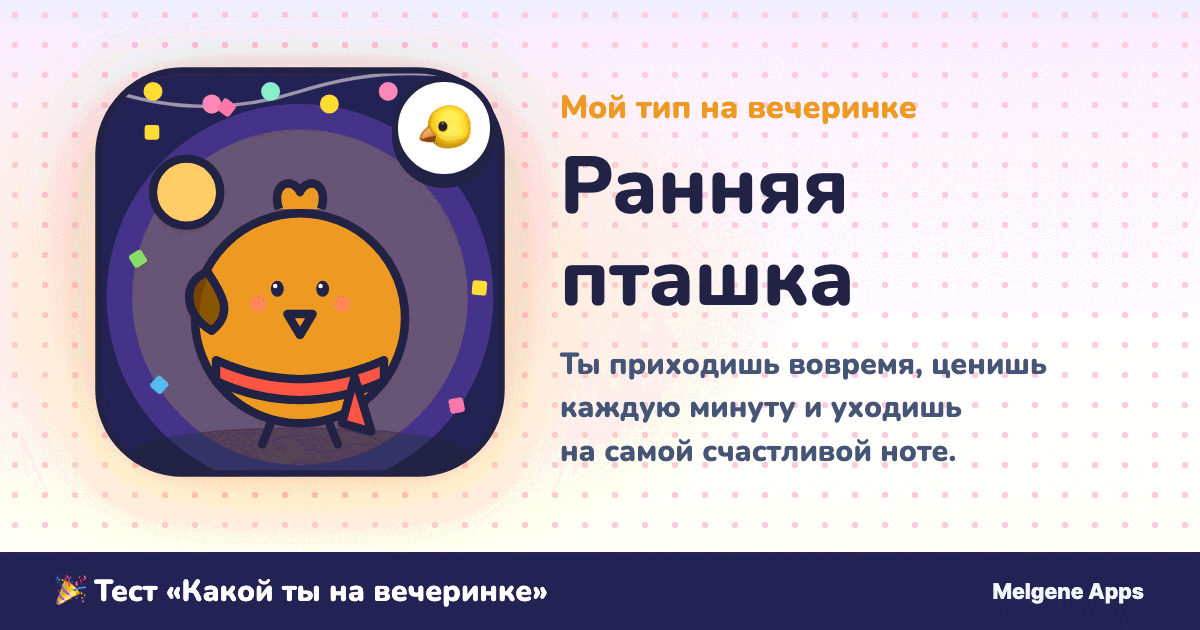 Мой тип на вечеринке
Ранняя
пташка
Ты приходишь вовремя, ценишь
каждую минуту и уходишь
на самой счастливой ноте.
Тест «Какой ты на вечеринке»
Melgene Apps